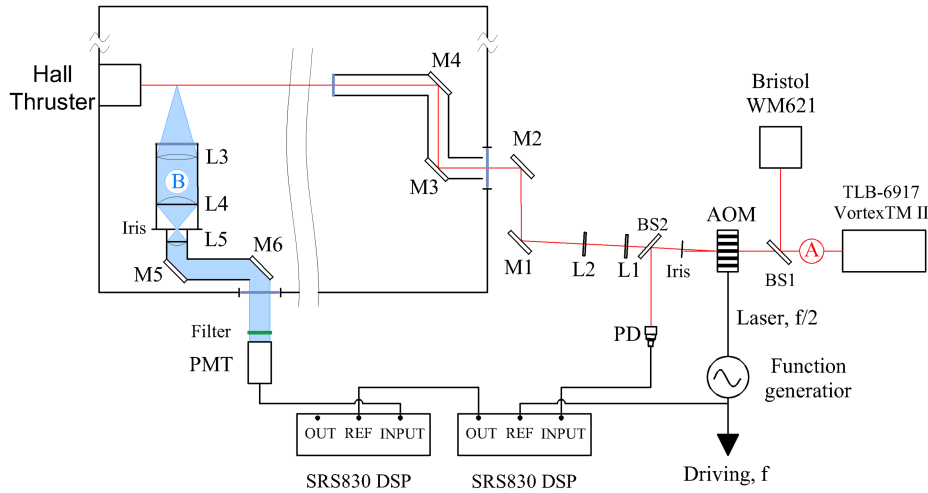 Hall
Thruster
M4
Bristol
WM621
M2
L3
M3
TLB-6917
VortexTM II
B
AOM
L4
Iris
BS2
A
L5
M6
M5
M1
L2
L1
Iris
BS1
Laser, f/2
Filter
PD
PMT
Function
generatior
OUT REF INPUT
OUT REF INPUT
SRS830 DSP
SRS830 DSP
Driving, f